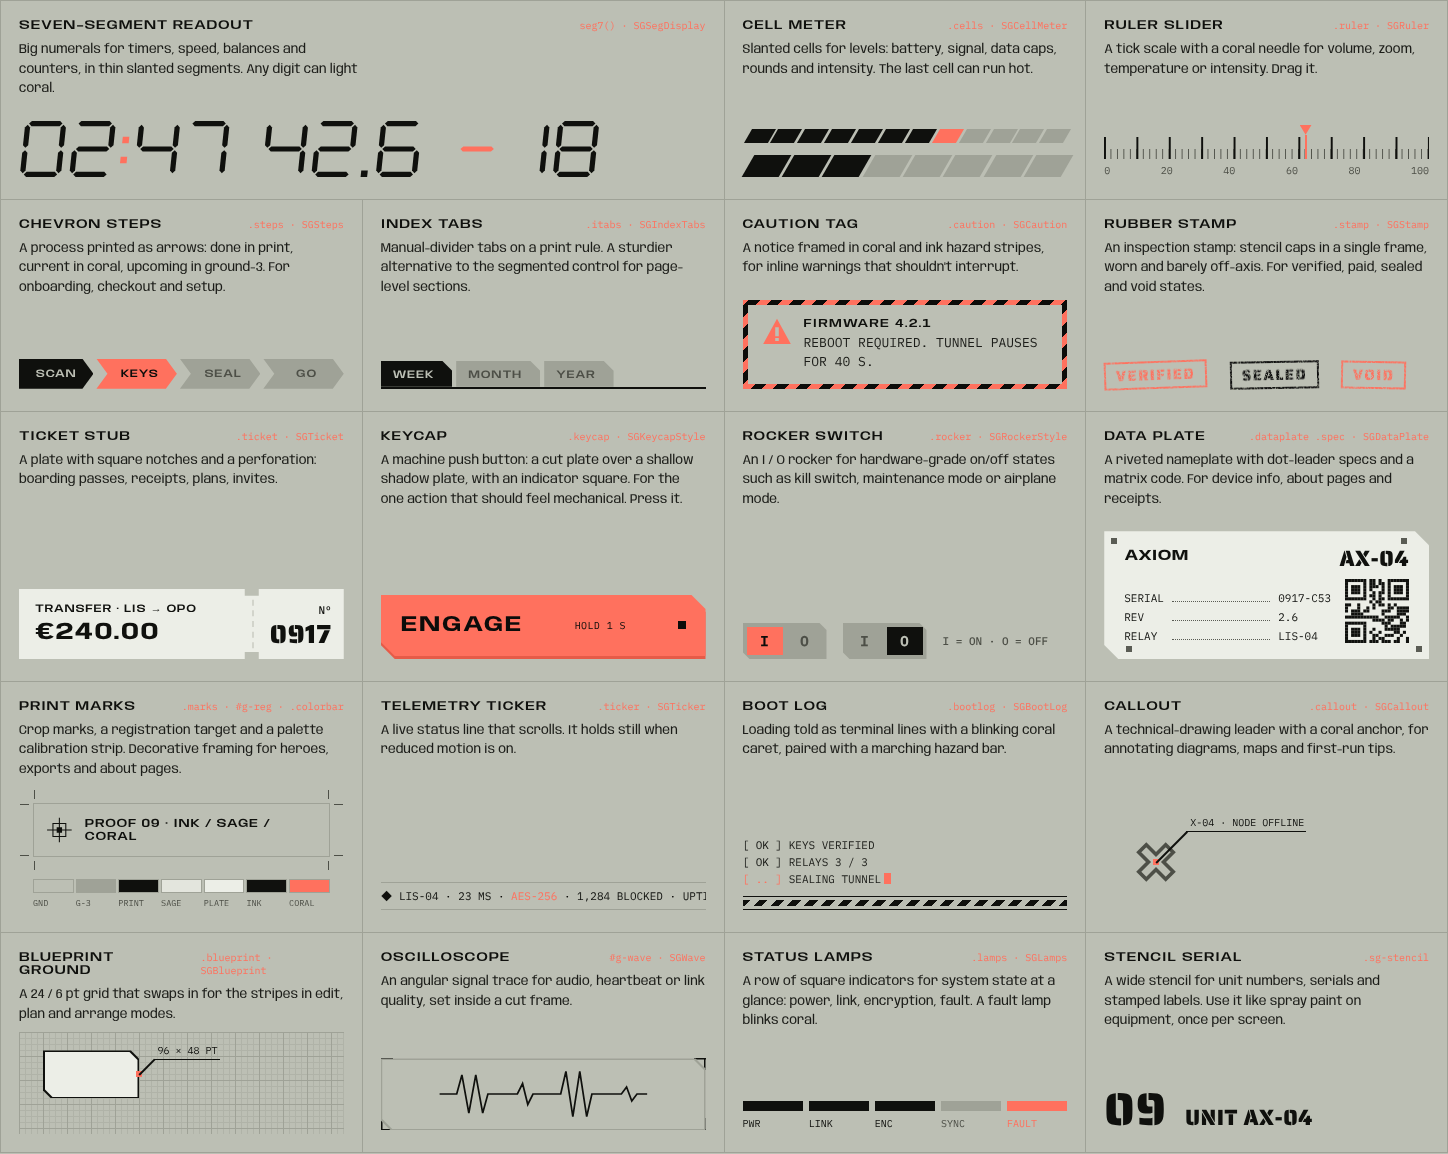 SEVEN-SEGMENT READOUT
seg7() · SGSegDisplay
Big numerals for timers, speed, balances and
counters, in thin slanted segments. Any digit can light
coral.
02:47 42.6 – 18
CELL METER
.cells · SGCellMeter
Slanted cells for levels: battery, signal, data caps,
rounds and intensity. The last cell can run hot.
RULER SLIDER
.ruler · SGRuler
A tick scale with a coral needle for volume, zoom,
temperature or intensity. Drag it.
0 20 40 60 80 100
CHEVRON STEPS
.steps · SGSteps
A process printed as arrows: done in print,
current in coral, upcoming in ground-3. For
onboarding, checkout and setup.
SCAN KEYS SEAL GO
INDEX TABS
.itabs · SGIndexTabs
Manual-divider tabs on a print rule. A sturdier
alternative to the segmented control for page-
level sections.
WEEK MONTH YEAR
CAUTION TAG
.caution · SGCaution
A notice framed in coral and ink hazard stripes,
for inline warnings that shouldn't interrupt.
FIRMWARE 4.2.1
REBOOT REQUIRED. TUNNEL PAUSES
FOR 40 S.
RUBBER STAMP
.stamp · SGStamp
An inspection stamp: stencil caps in a single frame,
worn and barely off-axis. For verified, paid, sealed
and void states.
VERIFIED SEALED VOID
TICKET STUB
.ticket · SGTicket
A plate with square notches and a perforation:
boarding passes, receipts, plans, invites.
TRANSFER · LIS → OPO
€240.00
Nº
0917
KEYCAP
.keycap · SGKeycapStyle
A machine push button: a cut plate over a shallow
shadow plate, with an indicator square. For the
one action that should feel mechanical. Press it.
ENGAGE HOLD 1 S
ROCKER SWITCH
.rocker · SGRockerStyle
An I / O rocker for hardware-grade on/off states
such as kill switch, maintenance mode or airplane
mode.
I O I O I = ON · O = OFF
DATA PLATE
.dataplate .spec · SGDataPlate
A riveted nameplate with dot-leader specs and a
matrix code. For device info, about pages and
receipts.
AXIOM AX-04
SERIAL 0917-C53
REV 2.6
RELAY LIS-04
PRINT MARKS
.marks · #g-reg · .colorbar
Crop marks, a registration target and a palette
calibration strip. Decorative framing for heroes,
exports and about pages.
PROOF 09 · INK / SAGE /
CORAL
GND G-3 PRINT SAGE PLATE INK CORAL
TELEMETRY TICKER
.ticker · SGTicker
A live status line that scrolls. It holds still when
reduced motion is on.
◆ LIS-04 · 23 MS · AES-256 · 1,284 BLOCKED · UPTI
BOOT LOG
.bootlog · SGBootLog
Loading told as terminal lines with a blinking coral
caret, paired with a marching hazard bar.
[ OK ] KEYS VERIFIED
[ OK ] RELAYS 3 / 3
[ .. ] SEALING TUNNEL
CALLOUT
.callout · SGCallout
A technical-drawing leader with a coral anchor, for
annotating diagrams, maps and first-run tips.
X-04 · NODE OFFLINE
BLUEPRINT
GROUND
.blueprint ·
SGBlueprint
A 24 / 6 pt grid that swaps in for the stripes in edit,
plan and arrange modes.
96 × 48 PT
OSCILLOSCOPE
#g-wave · SGWave
An angular signal trace for audio, heartbeat or link
quality, set inside a cut frame.
STATUS LAMPS
.lamps · SGLamps
A row of square indicators for system state at a
glance: power, link, encryption, fault. A fault lamp
blinks coral.
PWR LINK ENC SYNC FAULT
STENCIL SERIAL
.sg-stencil
A wide stencil for unit numbers, serials and
stamped labels. Use it like spray paint on
equipment, once per screen.
09 UNIT AX-04